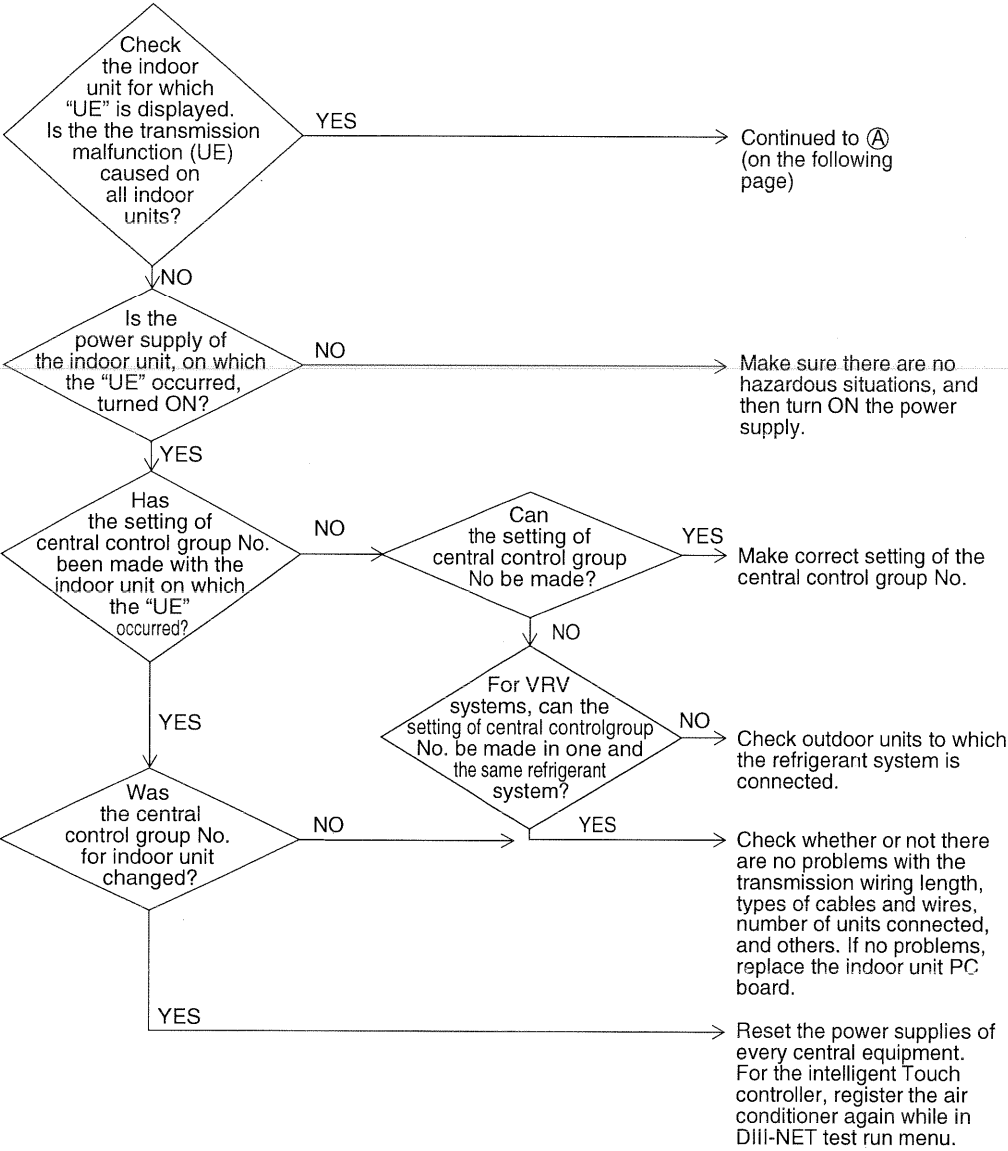 Check
the indoor
unit for which
“UE” is displayed.
Is the the transmission
malfunction (UE)
caused on
all indoor
units?
YES
Continued to Ⓐ
(on the following
page)
NO
Is the
power supply of
the indoor unit, on which
the “UE” occurred,
turned ON?
NO
Make sure there are no
hazardous situations, and
then turn ON the power
supply.
YES
Has
the setting of
central control group No.
been made with the
indoor unit on which
the “UE”
occurred?
NO
Can
the setting of
central control group
No be made?
YES
Make correct setting of the
central control group No.
NO
For VRV
systems, can the
setting of central controlgroup
No. be made in one and
the same refrigerant
system?
NO
Check outdoor units to which
the refrigerant system is
connected.
YES
YES
Was
the central
control group No.
for indoor unit
changed?
NO
Check whether or not there
are no problems with the
transmission wiring length,
types of cables and wires,
number of units connected,
and others. If no problems,
replace the indoor unit PC
board.
YES
Reset the power supplies of
every central equipment.
For the intelligent Touch
controller, register the air
conditioner again while in
DIII-NET test run menu.